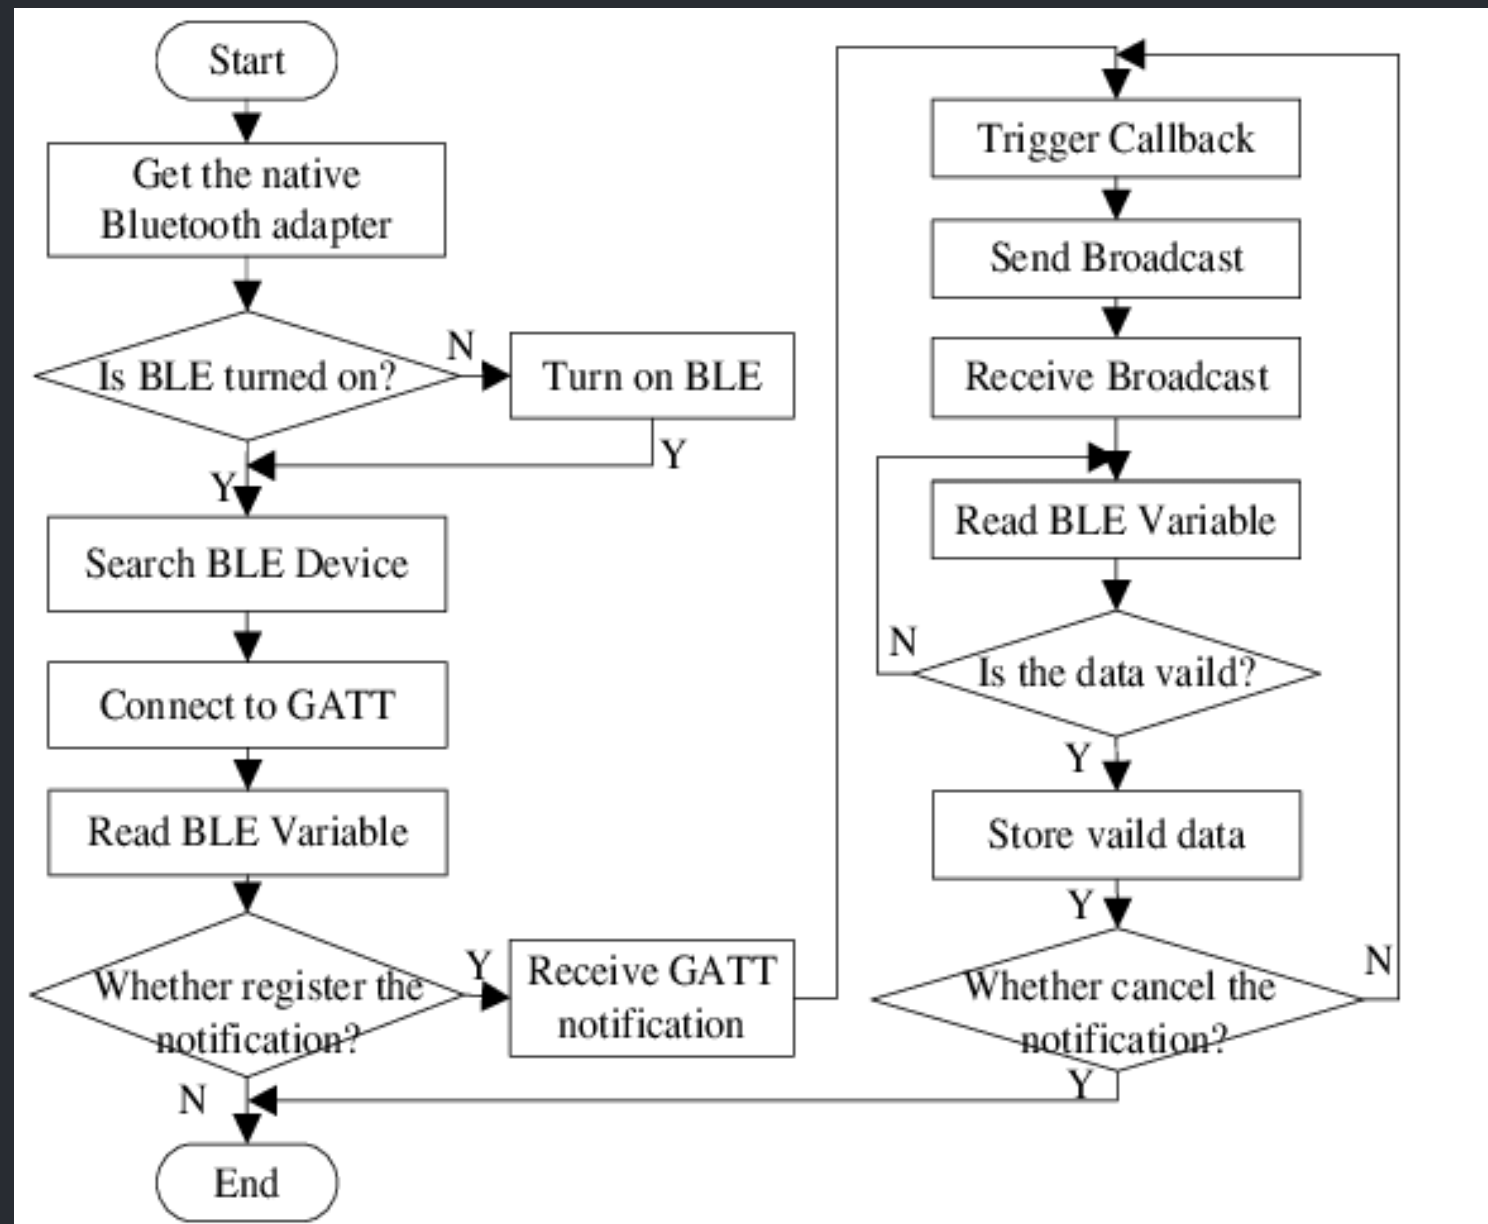 Start
Get the native
Bluetooth adapter
Is BLE turned on?
N
Turn on BLE
Y
Y
Search BLE Device
Connect to GATT
Read BLE Variable
Whether register the
notification?
Y
Receive GATT
notification
N
End
Trigger Callback
Send Broadcast
Receive Broadcast
Read BLE Variable
N
Is the data vaild?
Y
Store vaild data
Y
Whether cancel the
notification?
N
Y